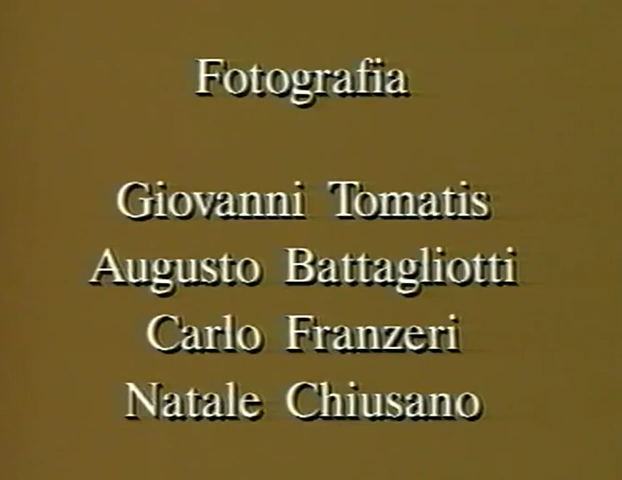 Fotografia
Giovanni Tomatis
Augusto Battagliotti
Carlo Franzeri
Natale Chiusano